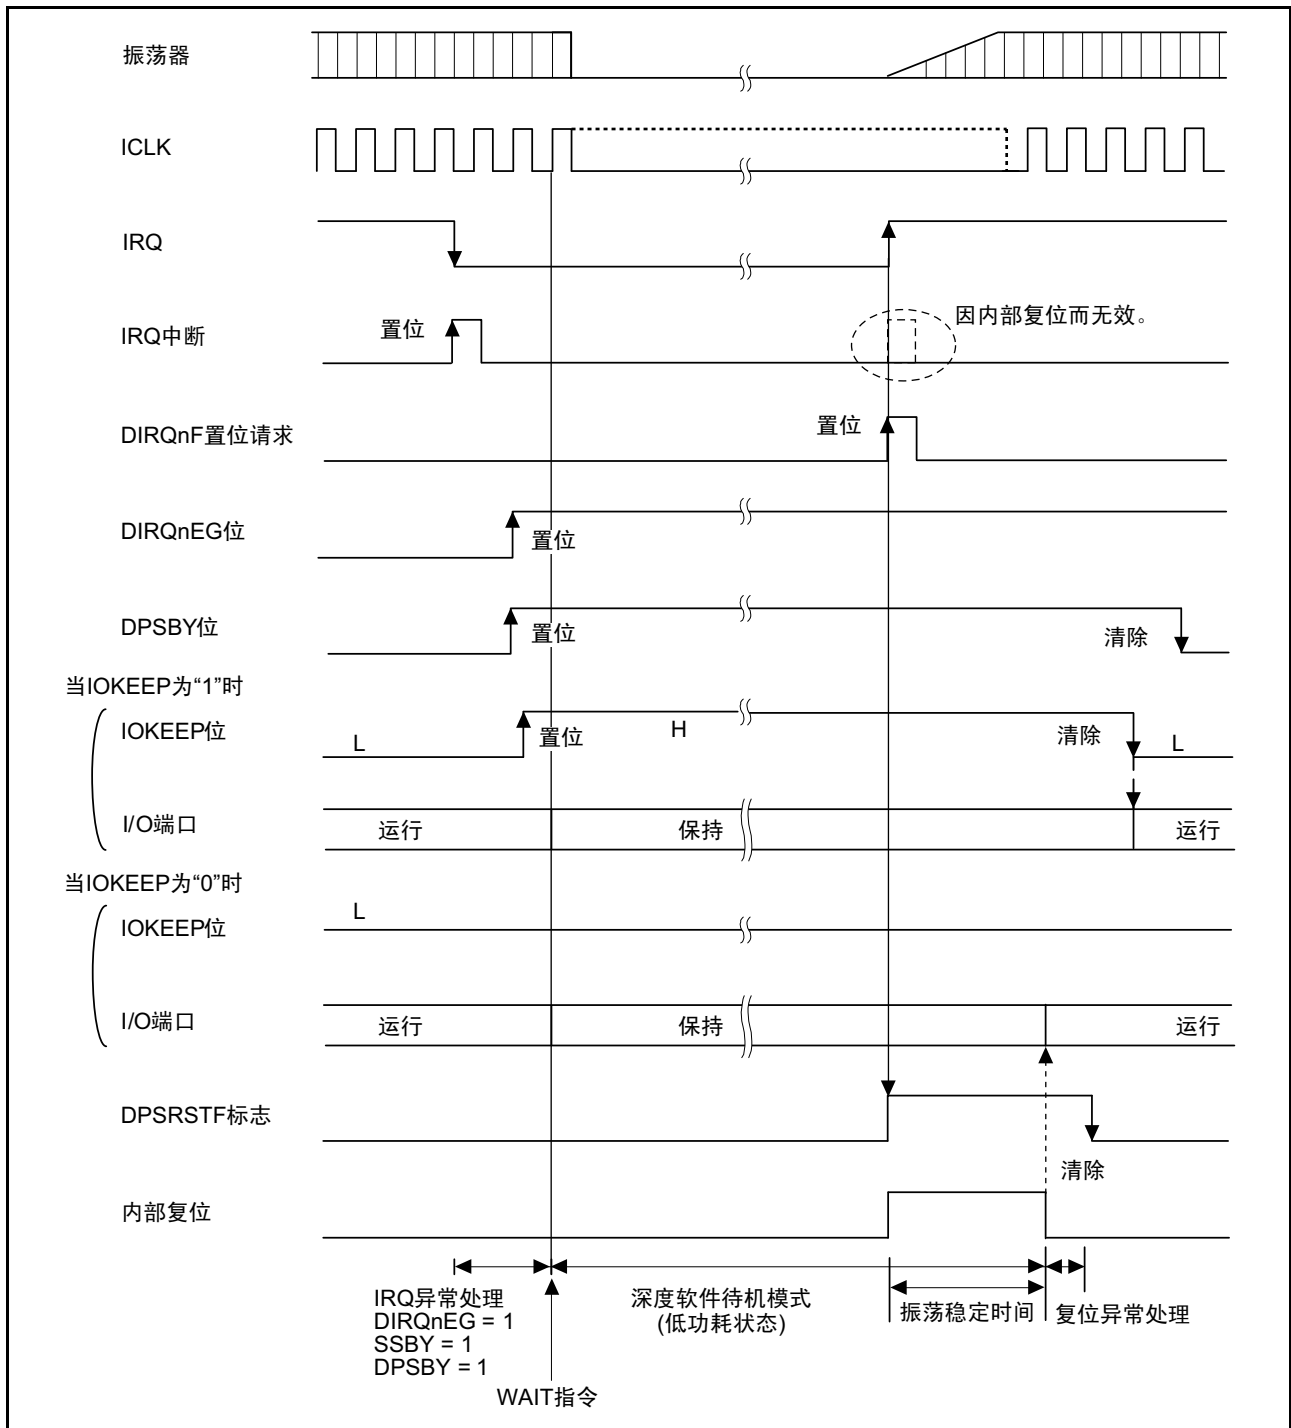 振荡器
ICLK
IRQ
因内部复位而无效。
IRQ中断
置位
DIRQnF置位请求
置位
DIRQnEG位
置位
DPSBY位
置位
清除
当IOKEEP为“1”时
IOKEEP位
L
置位
H
清除
L
I/O端口
运行
保持
运行
当IOKEEP为“0”时
IOKEEP位
L
I/O端口
运行
保持
运行
DPSRSTF标志
清除
内部复位
IRQ异常处理
DIRQnEG = 1
SSBY = 1
DPSBY = 1
深度软件待机模式
(低功耗状态)
振荡稳定时间
复位异常处理
WAIT指令